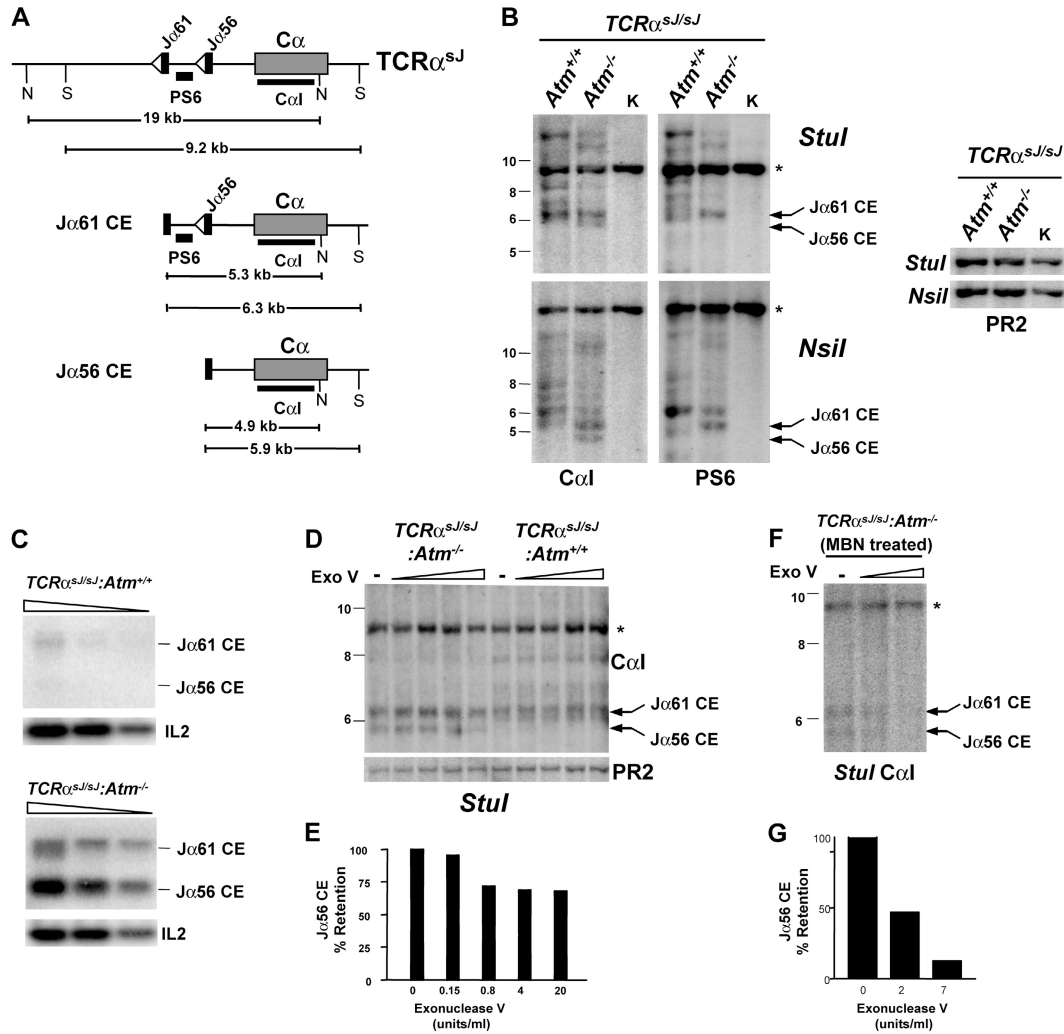 A
Jα61
Jα56
Cα
TCRα^sJ
N
S
PS6
CαI
N
S
19 kb
9.2 kb
Jα61 CE
Jα56
Cα
PS6
CαI
N
S
5.3 kb
6.3 kb
Jα56 CE
Cα
CαI
N
S
4.9 kb
5.9 kb
B
TCRα^sJ/sJ
Atm+/+
Atm-/-
K
Atm+/+
Atm-/-
K
StuI
10
8
6
5
*
Jα61 CE
Jα56 CE
NsiI
10
8
6
5
*
Jα61 CE
Jα56 CE
CαI
PS6
TCRα^sJ/sJ
Atm+/+
Atm-/-
K
StuI
NsiI
PR2
C
TCRα^sJ/sJ:Atm+/+
Jα61 CE
Jα56 CE
IL2
TCRα^sJ/sJ:Atm-/-
Jα61 CE
Jα56 CE
IL2
D
TCRα^sJ/sJ
:Atm-/-
TCRα^sJ/sJ
:Atm+/+
Exo V
-
-
10
8
6
*
CαI
Jα61 CE
Jα56 CE
PR2
StuI
E
Jα56 CE
% Retention
100
75
50
25
0
0 0.15 0.8 4 20
Exonuclease V
(units/ml)
F
TCRα^sJ/sJ:Atm-/-
(MBN treated)
Exo V
-
10
8
6
*
Jα61 CE
Jα56 CE
StuI CαI
G
Jα56 CE
% Retention
100
50
0
0 2 7
Exonuclease V
(units/ml)